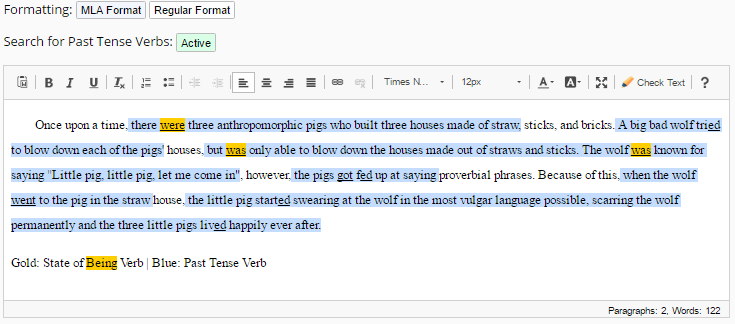 Formatting: MLA Format Regular Format
Search for Past Tense Verbs: Active
B I U Tx Times N... 12px A A Check Text ?
Once upon a time, there were three anthropomorphic pigs who built three houses made of straw, sticks, and bricks. A big bad wolf tried
to blow down each of the pigs' houses, but was only able to blow down the houses made out of straws and sticks. The wolf was known for
saying "Little pig, little pig, let me come in", however, the pigs got fed up at saying proverbial phrases. Because of this, when the wolf
went to the pig in the straw house, the little pig started swearing at the wolf in the most vulgar language possible, scarring the wolf
permanently and the three little pigs lived happily ever after.
Gold: State of Being Verb | Blue: Past Tense Verb
Paragraphs: 2, Words: 122